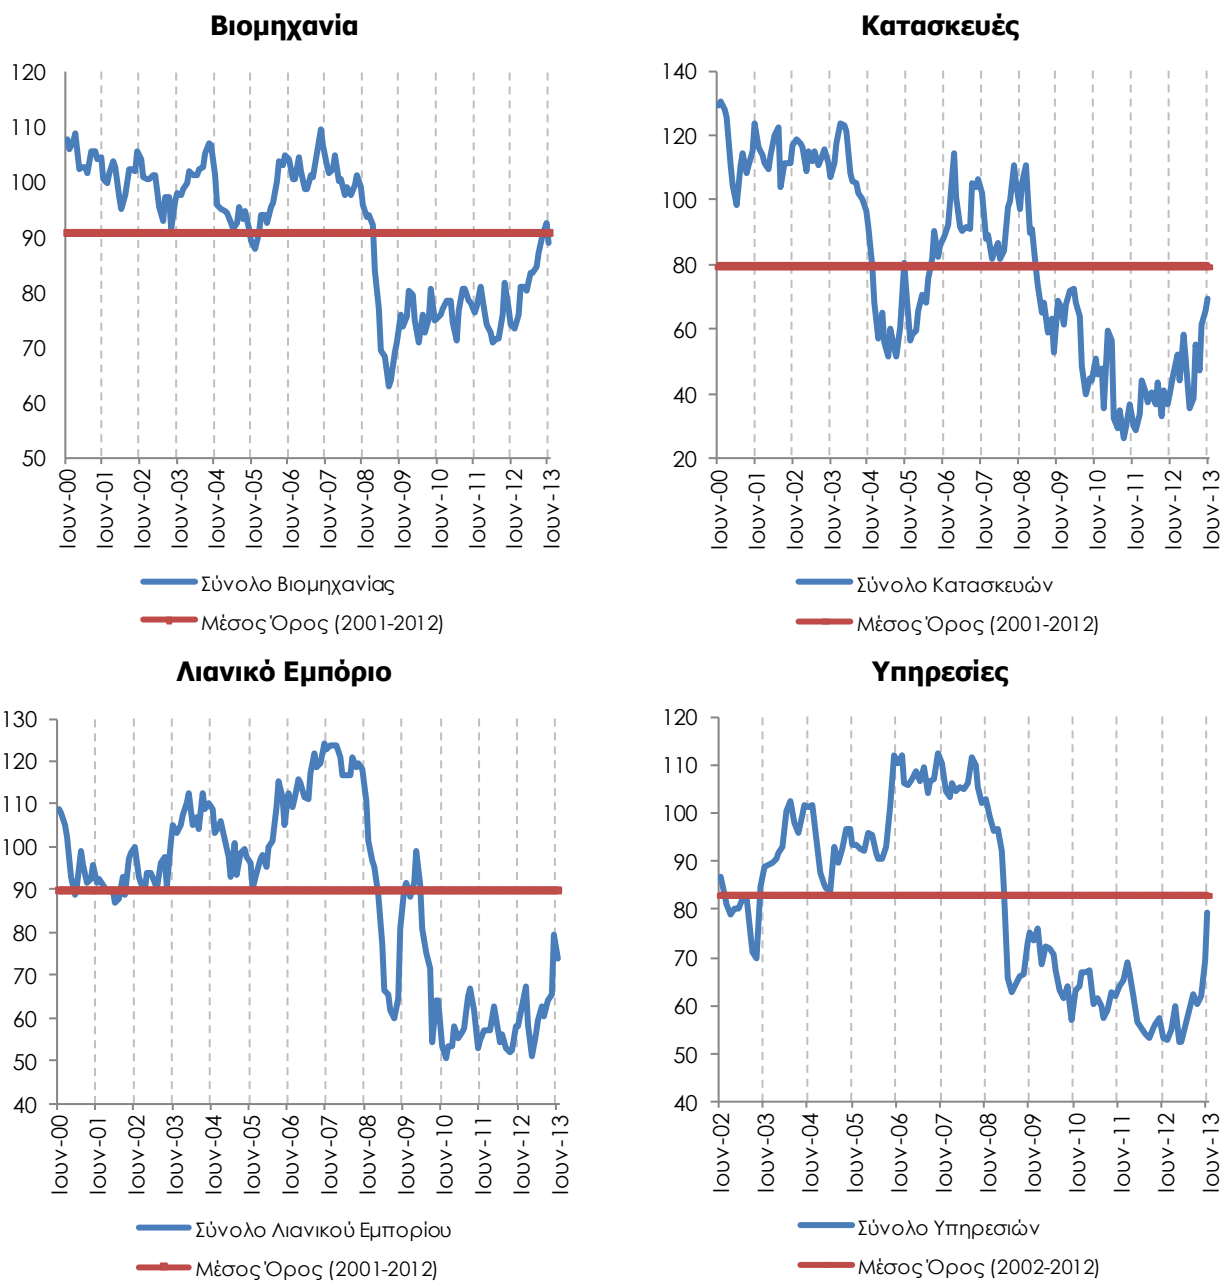 Βιομηχανία
120
110
100
90
80
70
60
50
Ιουν-00
Ιουν-01
Ιουν-02
Ιουν-03
Ιουν-04
Ιουν-05
Ιουν-06
Ιουν-07
Ιουν-08
Ιουν-09
Ιουν-10
Ιουν-11
Ιουν-12
Ιουν-13
Σύνολο Βιομηχανίας
Μέσος Όρος (2001-2012)
Κατασκευές
140
120
100
80
60
40
20
Ιουν-00
Ιουν-01
Ιουν-02
Ιουν-03
Ιουν-04
Ιουν-05
Ιουν-06
Ιουν-07
Ιουν-08
Ιουν-09
Ιουν-10
Ιουν-11
Ιουν-12
Ιουν-13
Σύνολο Κατασκευών
Μέσος Όρος (2001-2012)
Λιανικό Εμπόριο
130
120
110
100
90
80
70
60
50
40
Ιουν-00
Ιουν-01
Ιουν-02
Ιουν-03
Ιουν-04
Ιουν-05
Ιουν-06
Ιουν-07
Ιουν-08
Ιουν-09
Ιουν-10
Ιουν-11
Ιουν-12
Ιουν-13
Σύνολο Λιανικού Εμπορίου
Μέσος Όρος (2001-2012)
Υπηρεσίες
120
110
100
90
80
70
60
50
40
Ιουν-02
Ιουν-03
Ιουν-04
Ιουν-05
Ιουν-06
Ιουν-07
Ιουν-08
Ιουν-09
Ιουν-10
Ιουν-11
Ιουν-12
Ιουν-13
Σύνολο Υπηρεσιών
Μέσος Όρος (2002-2012)